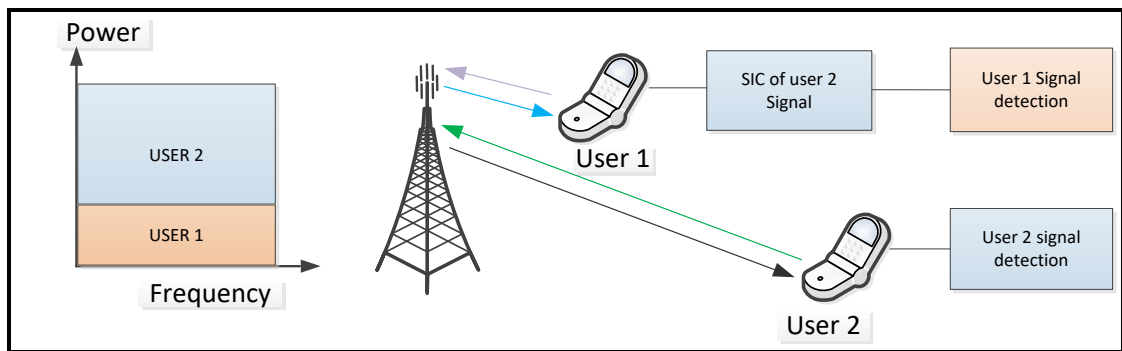 Power
USER 2
USER 1
Frequency
User 1
SIC of user 2
Signal
User 1 Signal
detection
User 2
User 2 signal
detection